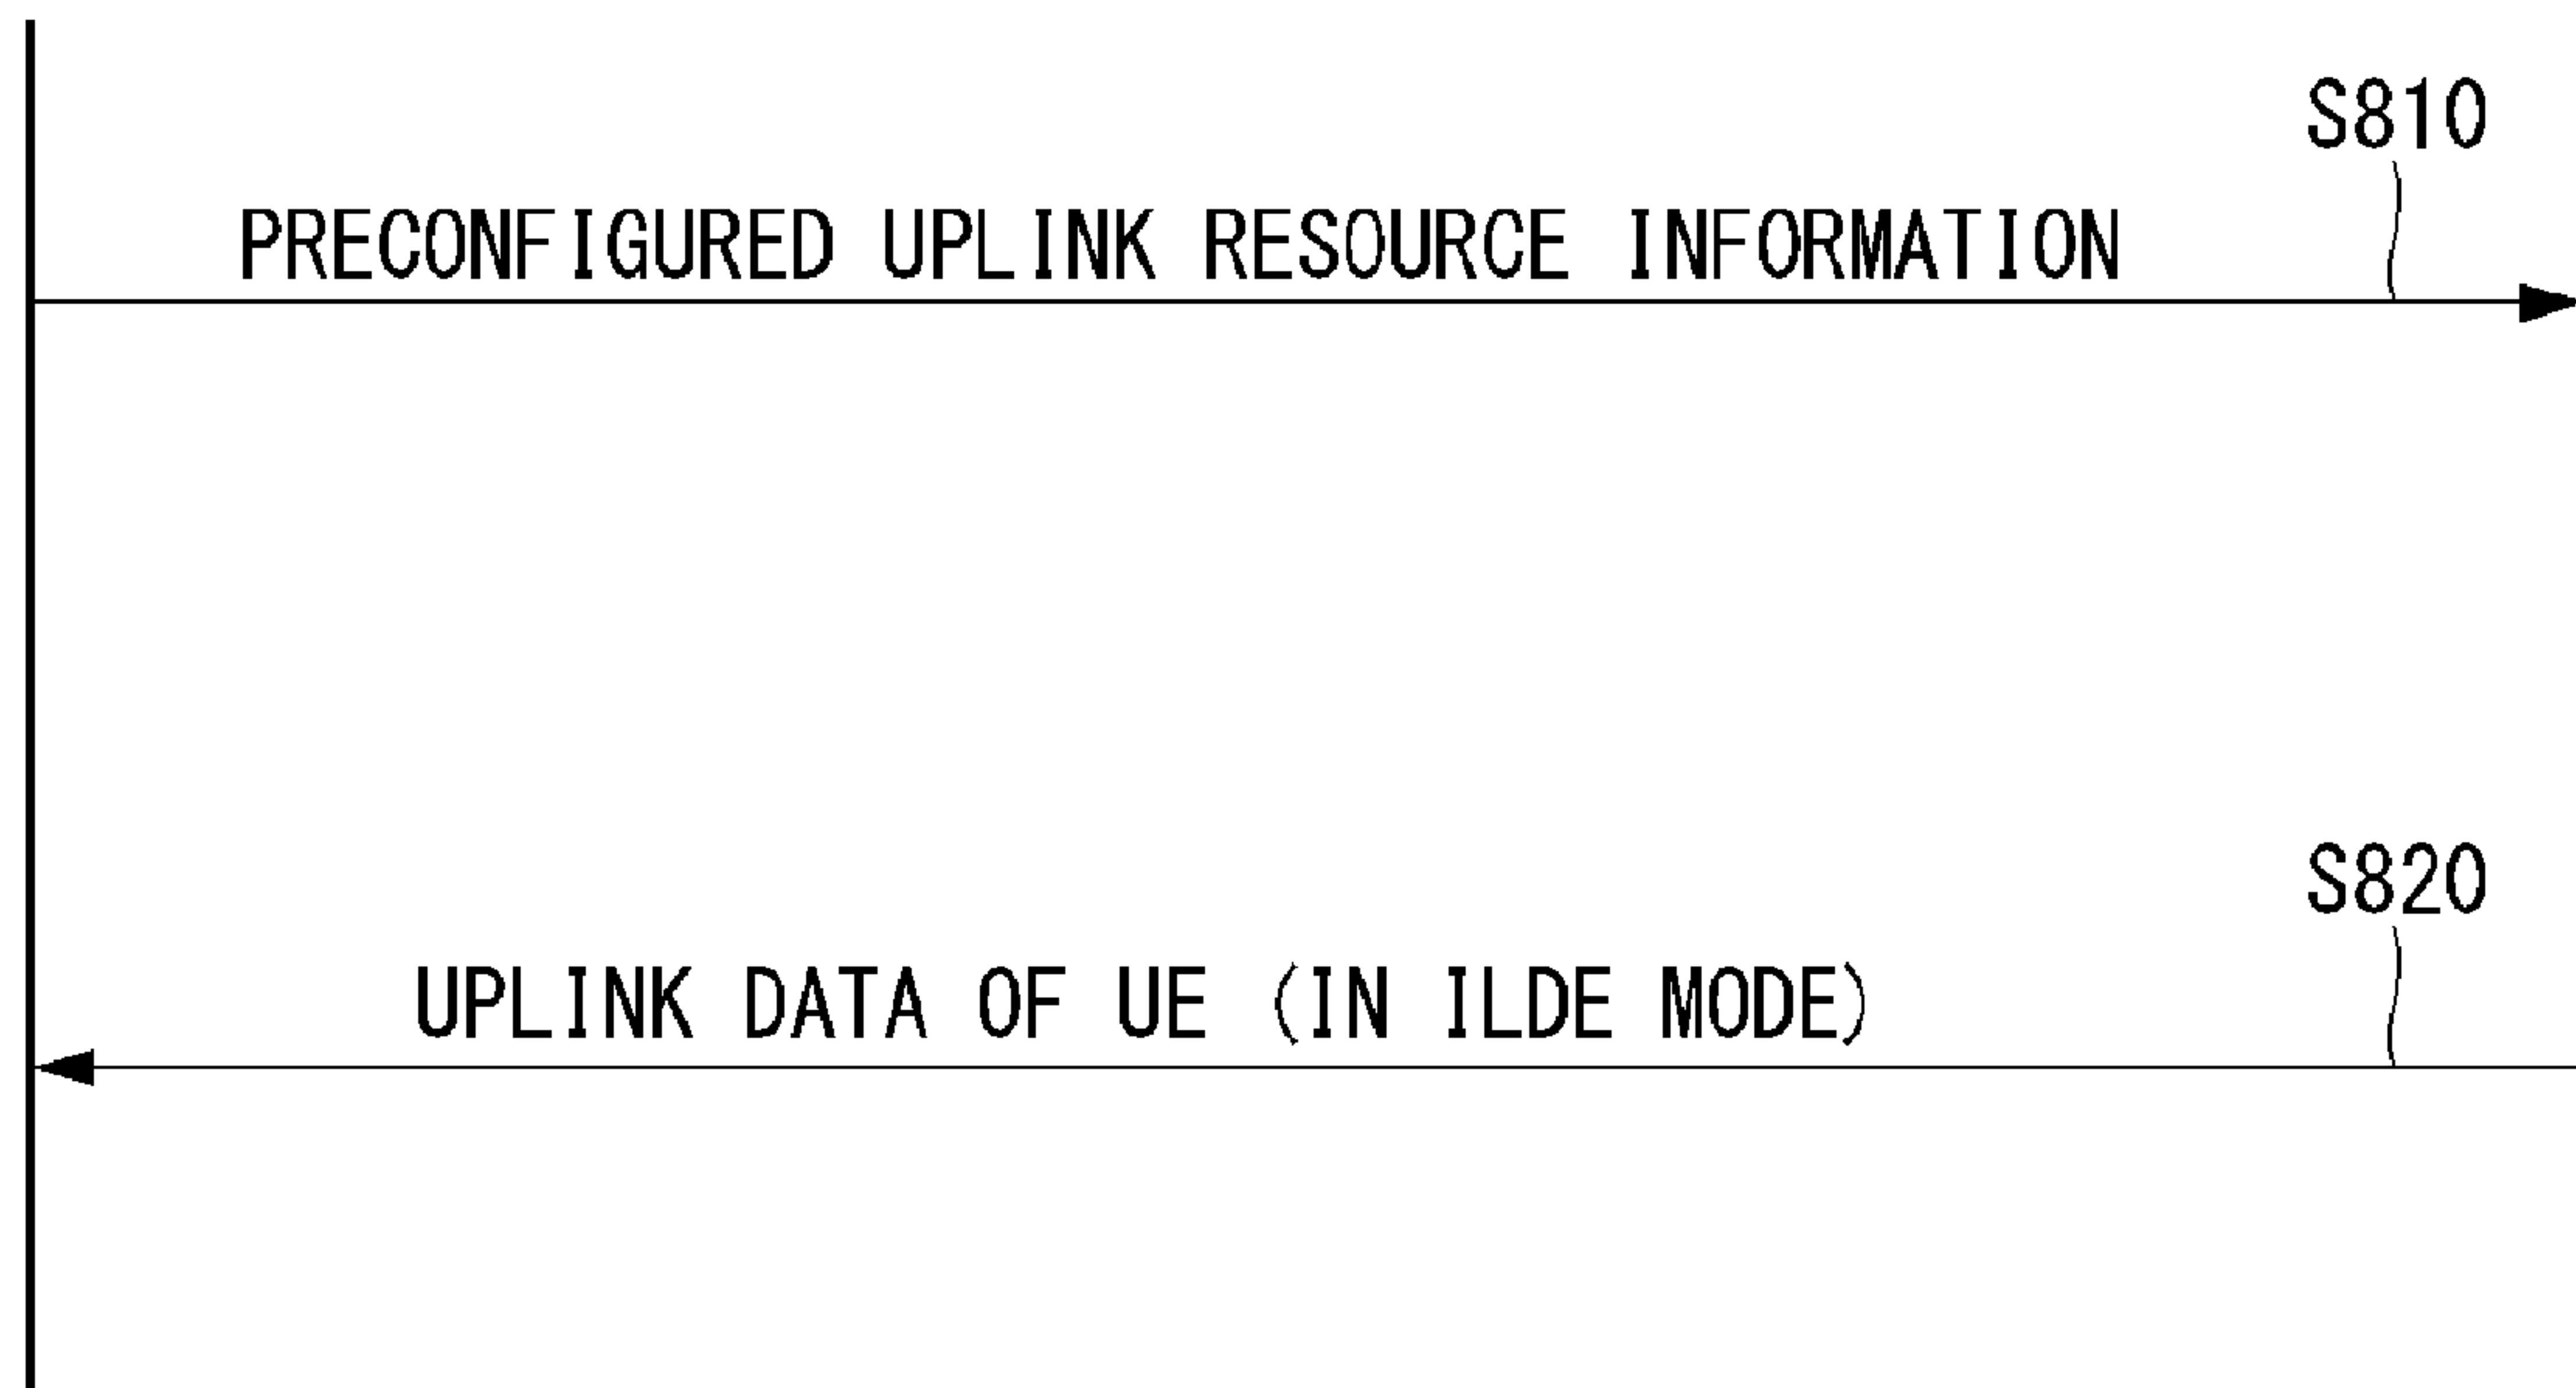 S810
PRECONFIGURED UPLINK RESOURCE INFORMATION
S820
UPLINK DATA OF UE (IN ILDE MODE)